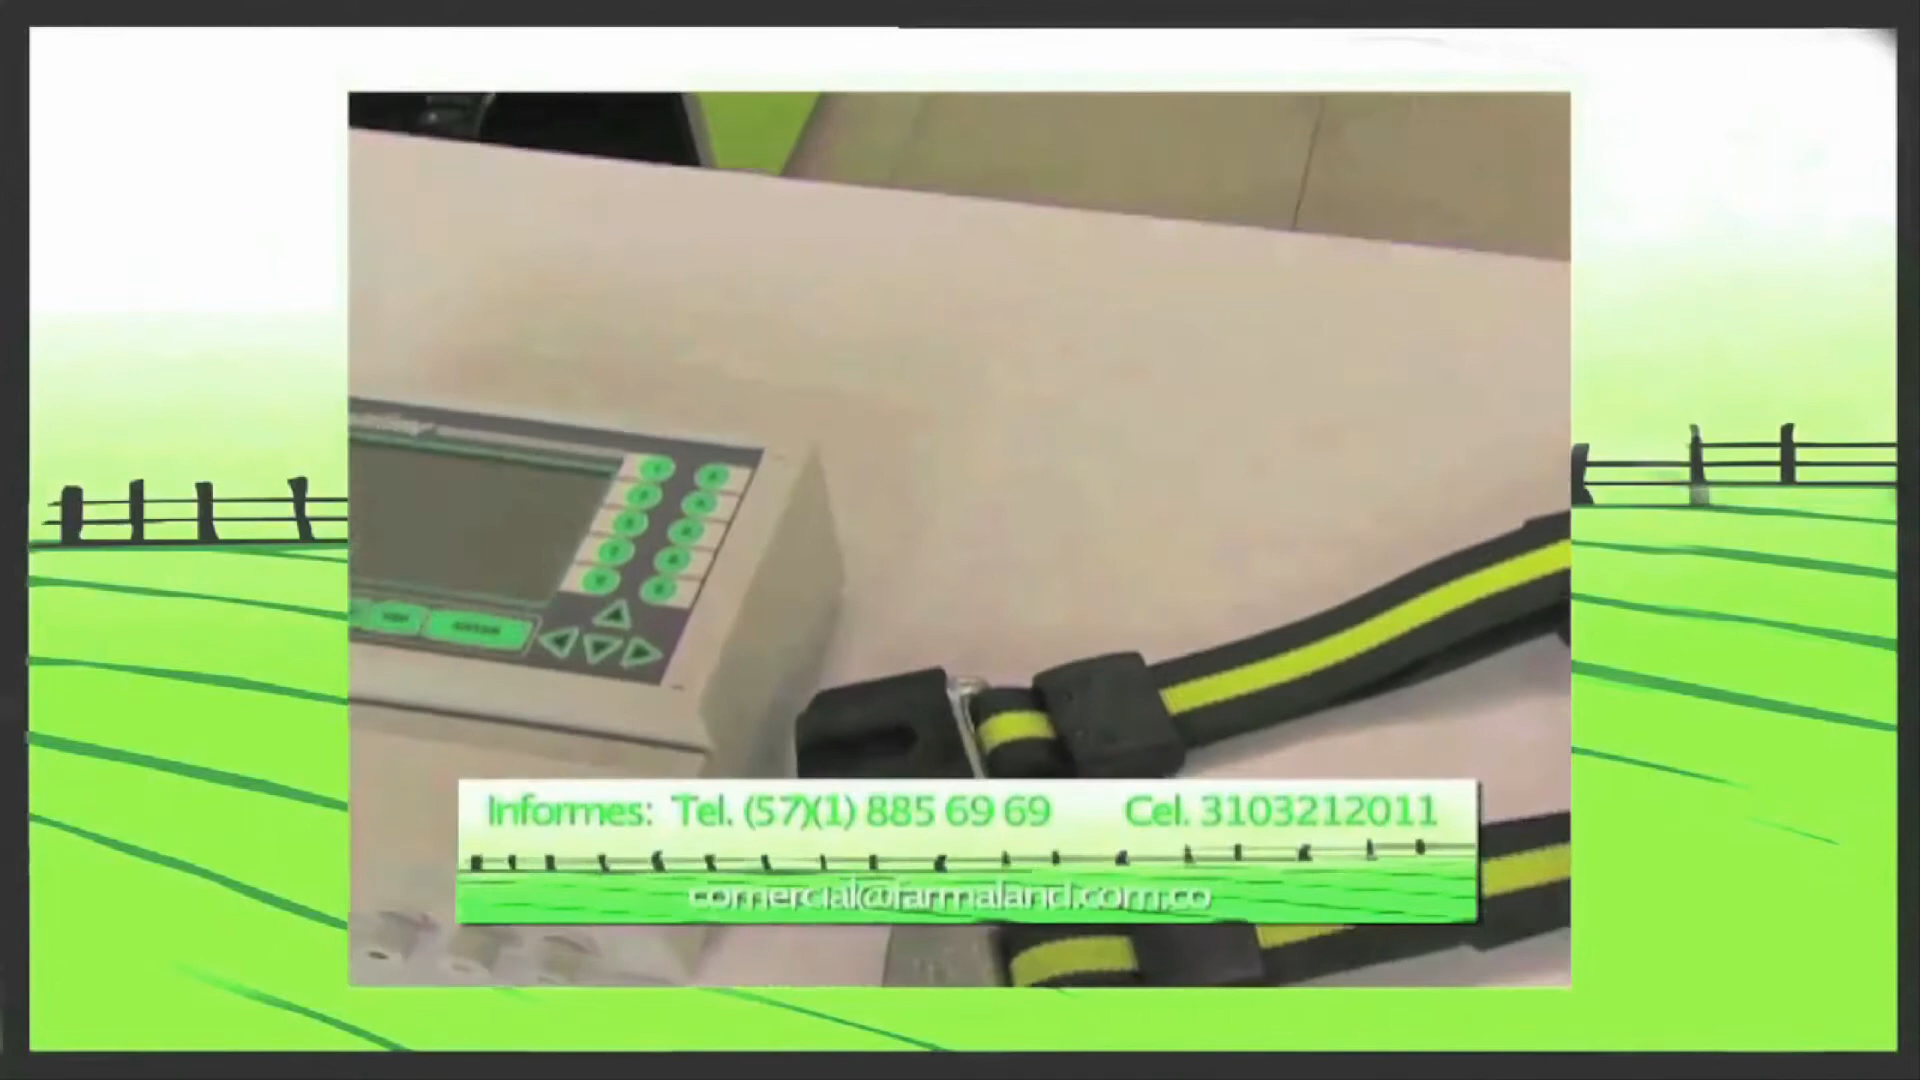 Informes: Tel. (57)(1) 885 69 69 Cel. 3103212011
comercial@farmaland.com.co